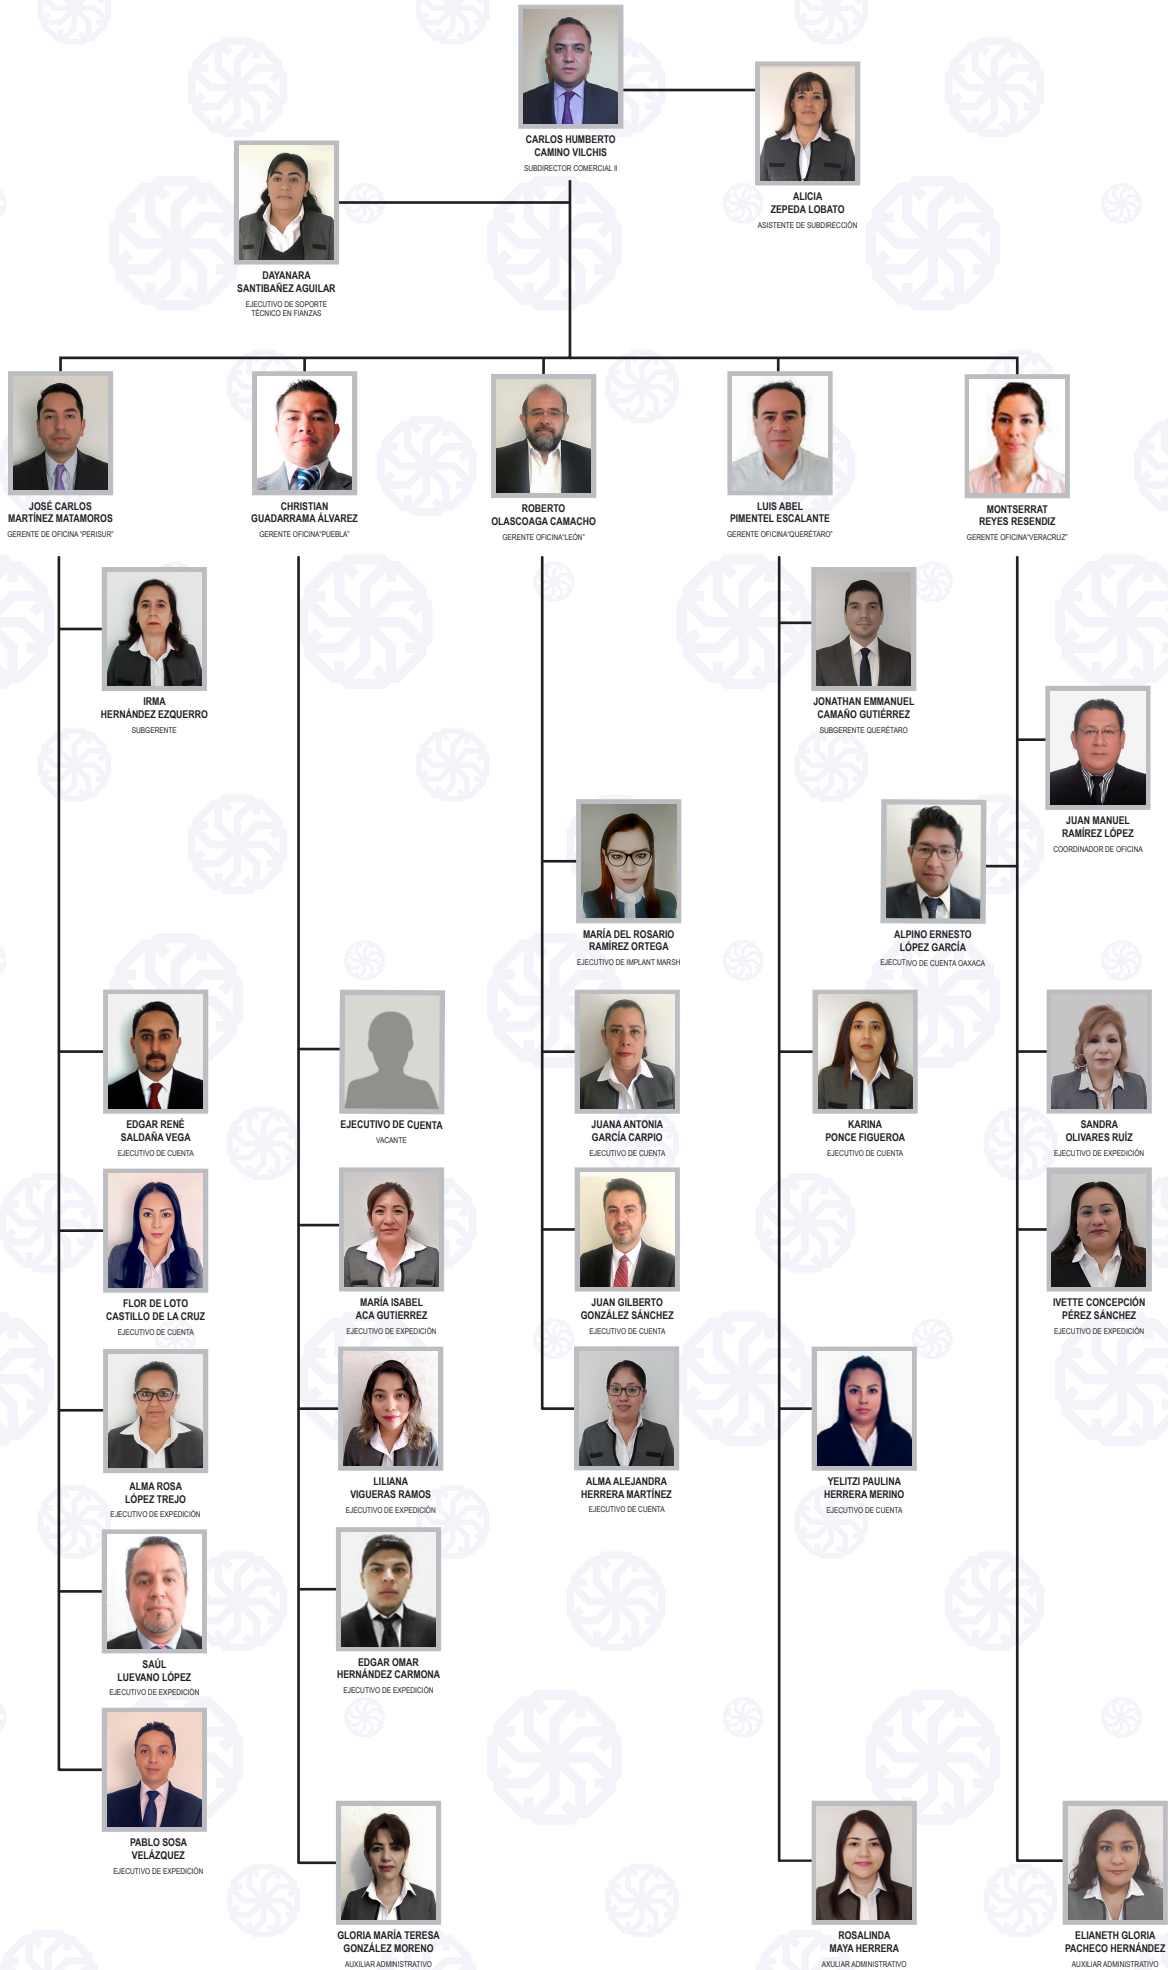 CARLOS HUMBERTO
CAMINO VILCHIS
SUBDIRECTOR COMERCIAL II
ALICIA
ZEPEDA LOBATO
ASISTENTE DE SUBDIRECCIÓN
DAYANARA
SANTIBAÑEZ AGUILAR
EJECUTIVO DE SOPORTE
TÉCNICO EN FIANZAS
JOSÉ CARLOS
MARTÍNEZ MATAMOROS
GERENTE DE OFICINA "PERISUR"
CHRISTIAN
GUADARRAMA ÁLVAREZ
GERENTE OFICINA"PUEBLA"
ROBERTO
OLASCOAGA CAMACHO
GERENTE OFICINA"LEÓN"
LUIS ABEL
PIMENTEL ESCALANTE
GERENTE OFICINA"QUERÉTARO"
MONTSERRAT
REYES RESENDIZ
GERENTE OFICINA"VERACRUZ"
IRMA
HERNÁNDEZ EZQUERRO
SUBGERENTE
JONATHAN EMMANUEL
CAMAÑO GUTIÉRREZ
SUBGERENTE QUERÉTARO
JUAN MANUEL
RAMÍREZ LÓPEZ
COORDINADOR DE OFICINA
MARÍA DEL ROSARIO
RAMÍREZ ORTEGA
EJECUTIVO DE IMPLANT MARSH
ALPINO ERNESTO
LÓPEZ GARCÍA
EJECUTIVO DE CUENTA OAXACA
EDGAR RENÉ
SALDAÑA VEGA
EJECUTIVO DE CUENTA
EJECUTIVO DE CUENTA
VACANTE
JUANA ANTONIA
GARCÍA CARPIO
EJECUTIVO DE CUENTA
KARINA
PONCE FIGUEROA
EJECUTIVO DE CUENTA
SANDRA
OLIVARES RUÍZ
EJECUTIVO DE EXPEDICIÓN
FLOR DE LOTO
CASTILLO DE LA CRUZ
EJECUTIVO DE CUENTA
MARÍA ISABEL
ACA GUTIERREZ
EJECUTIVO DE EXPEDICIÓN
JUAN GILBERTO
GONZÁLEZ SÁNCHEZ
EJECUTIVO DE CUENTA
IVETTE CONCEPCIÓN
PÉREZ SÁNCHEZ
EJECUTIVO DE EXPEDICIÓN
ALMA ROSA
LÓPEZ TREJO
EJECUTIVO DE EXPEDICIÓN
LILIANA
VIGUERAS RAMOS
EJECUTIVO DE EXPEDICIÓN
ALMA ALEJANDRA
HERRERA MARTÍNEZ
EJECUTIVO DE CUENTA
YELITZI PAULINA
HERRERA MERINO
EJECUTIVO DE CUENTA
SAÚL
LUEVANO LÓPEZ
EJECUTIVO DE EXPEDICIÓN
EDGAR OMAR
HERNÁNDEZ CARMONA
EJECUTIVO DE EXPEDICIÓN
PABLO SOSA
VELÁZQUEZ
EJECUTIVO DE EXPEDICIÓN
GLORIA MARÍA TERESA
GONZÁLEZ MORENO
AUXILIAR ADMINISTRATIVO
ROSALINDA
MAYA HERRERA
AXULIAR ADMINISTRATIVO
ELIANETH GLORIA
PACHECO HERNÁNDEZ
AUXILIAR ADMINISTRATIVO